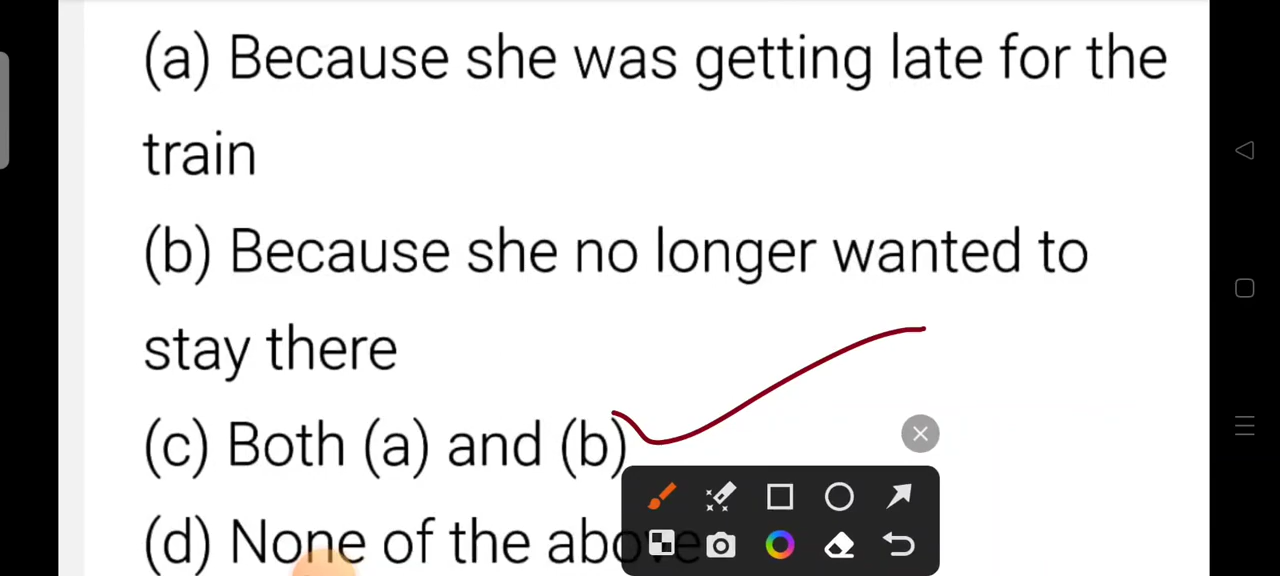 (a) Because she was getting late for the
train
(b) Because she no longer wanted to
stay there
(c) Both (a) and (b)
(d) None of the above